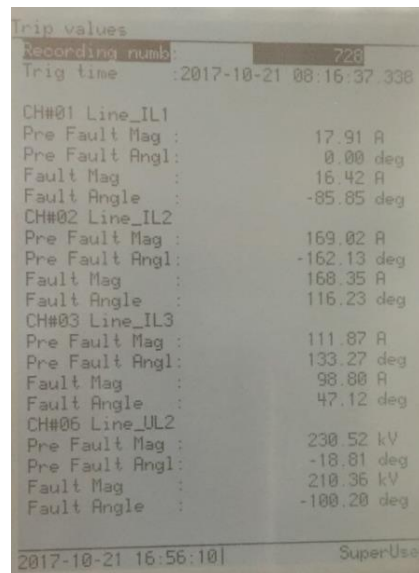 Trip values
Recording numb: 728
Trig time :2017-10-21 08:16:37.338
CH#01 Line_IL1
Pre Fault Mag : 17.91 A
Pre Fault Angl: 0.00 deg
Fault Mag : 16.42 A
Fault Angle : -85.85 deg
CH#02 Line_IL2
Pre Fault Mag : 169.02 A
Pre Fault Angl: -162.13 deg
Fault Mag : 168.35 A
Fault Angle : 116.23 deg
CH#03 Line_IL3
Pre Fault Mag : 111.87 A
Pre Fault Angl: 133.27 deg
Fault Mag : 98.80 A
Fault Angle : 47.12 deg
CH#06 Line_UL2
Pre Fault Mag : 230.52 kV
Pre Fault Angl: -18.81 deg
Fault Mag : 210.36 kV
Fault Angle : -100.20 deg
2017-10-21 16:56:10| SuperUse